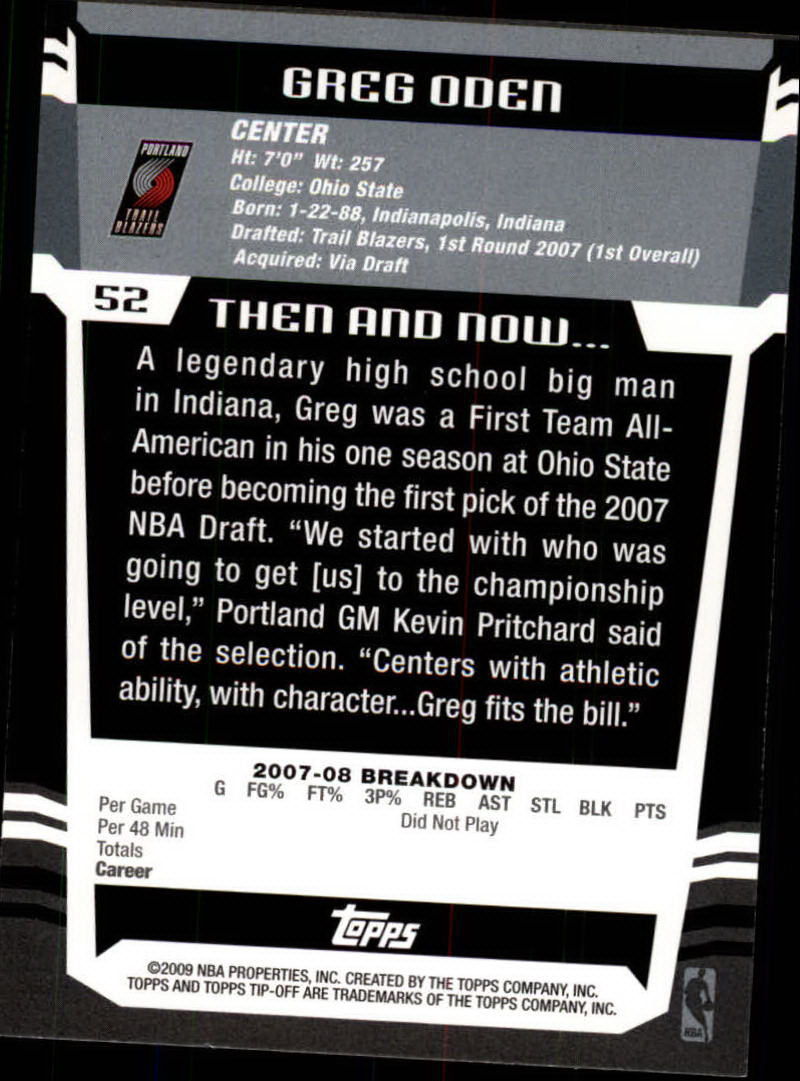 GREG ODEN
PORTLAND
TRAIL
BLAZERS
CENTER
Ht: 7'0" Wt: 257
College: Ohio State
Born: 1-22-88, Indianapolis, Indiana
Drafted: Trail Blazers, 1st Round 2007 (1st Overall)
Acquired: Via Draft
52
THEN AND NOW...
A legendary high school big man
in Indiana, Greg was a First Team All-
American in his one season at Ohio State
before becoming the first pick of the 2007
NBA Draft. “We started with who was
going to get [us] to the championship
level,” Portland GM Kevin Pritchard said
of the selection. “Centers with athletic
ability, with character...Greg fits the bill.”
2007-08 BREAKDOWN
G FG% FT% 3P% REB AST STL BLK PTS
Per Game
Did Not Play
Per 48 Min
Totals
Career
Topps
©2009 NBA PROPERTIES, INC. CREATED BY THE TOPPS COMPANY, INC.
TOPPS AND TOPPS TIP-OFF ARE TRADEMARKS OF THE TOPPS COMPANY, INC.
NBA